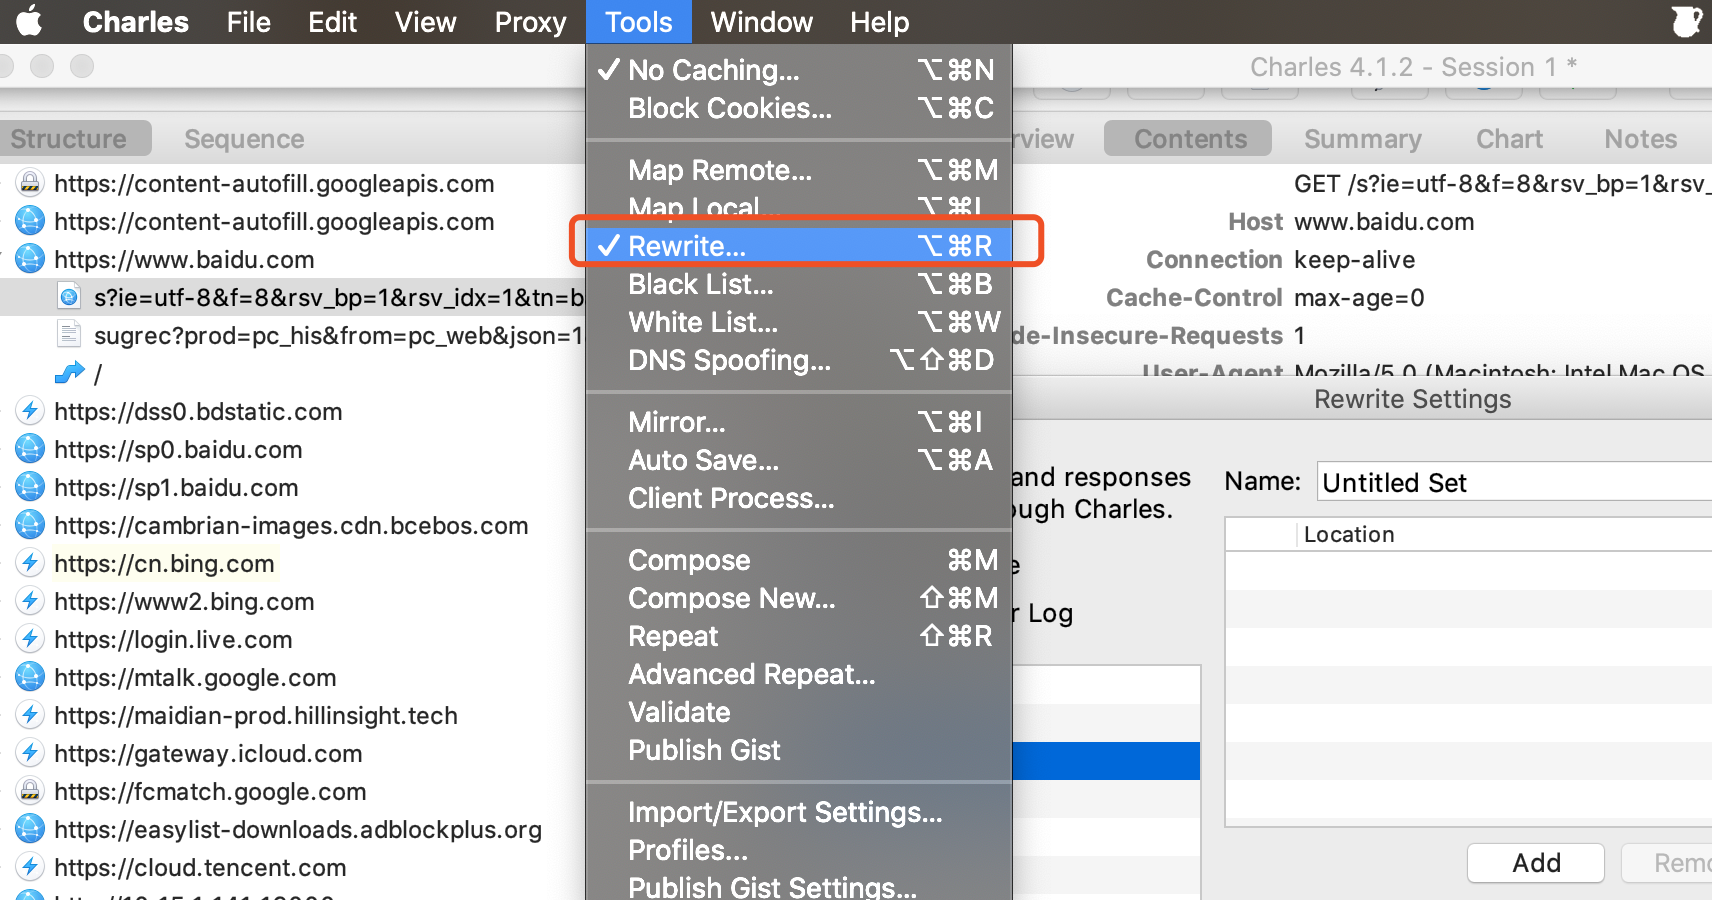 Charles File Edit View Proxy Tools Window Help
Charles 4.1.2 - Session 1 *
Structure Sequence
https://content-autofill.googleapis.com
https://content-autofill.googleapis.com
https://www.baidu.com
s?ie=utf-8&f=8&rsv_bp=1&rsv_idx=1&tn=b
sugrec?prod=pc_his&from=pc_web&json=1
/
https://dss0.bdstatic.com
https://sp0.baidu.com
https://sp1.baidu.com
https://cambrian-images.cdn.bcebos.com
https://cn.bing.com
https://www2.bing.com
https://login.live.com
https://mtalk.google.com
https://maidian-prod.hillinsight.tech
https://gateway.icloud.com
https://fcmatch.google.com
https://easylist-downloads.adblockplus.org
https://cloud.tencent.com
✓ No Caching... ⌥⌘N
Block Cookies... ⌥⌘C
Map Remote... ⌥⌘M
Map Local... ⌥⌘L
✓ Rewrite... ⌥⌘R
Black List... ⌥⌘B
White List... ⌥⌘W
DNS Spoofing... ⌥⇧⌘D
Mirror... ⌥⌘I
Auto Save... ⌥⌘A
Client Process...
Compose ⌘M
Compose New... ⇧⌘M
Repeat ⇧⌘R
Advanced Repeat...
Validate
Publish Gist
Import/Export Settings...
Profiles...
Publish Gist Settings...
rview Contents Summary Chart Notes
GET /s?ie=utf-8&f=8&rsv_bp=1&rsv_
Host www.baidu.com
Connection keep-alive
Cache-Control max-age=0
de-Insecure-Requests 1
User-Agent Mozilla/5.0 (Macintosh; Intel Mac OS
Rewrite Settings
and responses
ough Charles.
e
r Log
Name: Untitled Set
Location
Add Remo